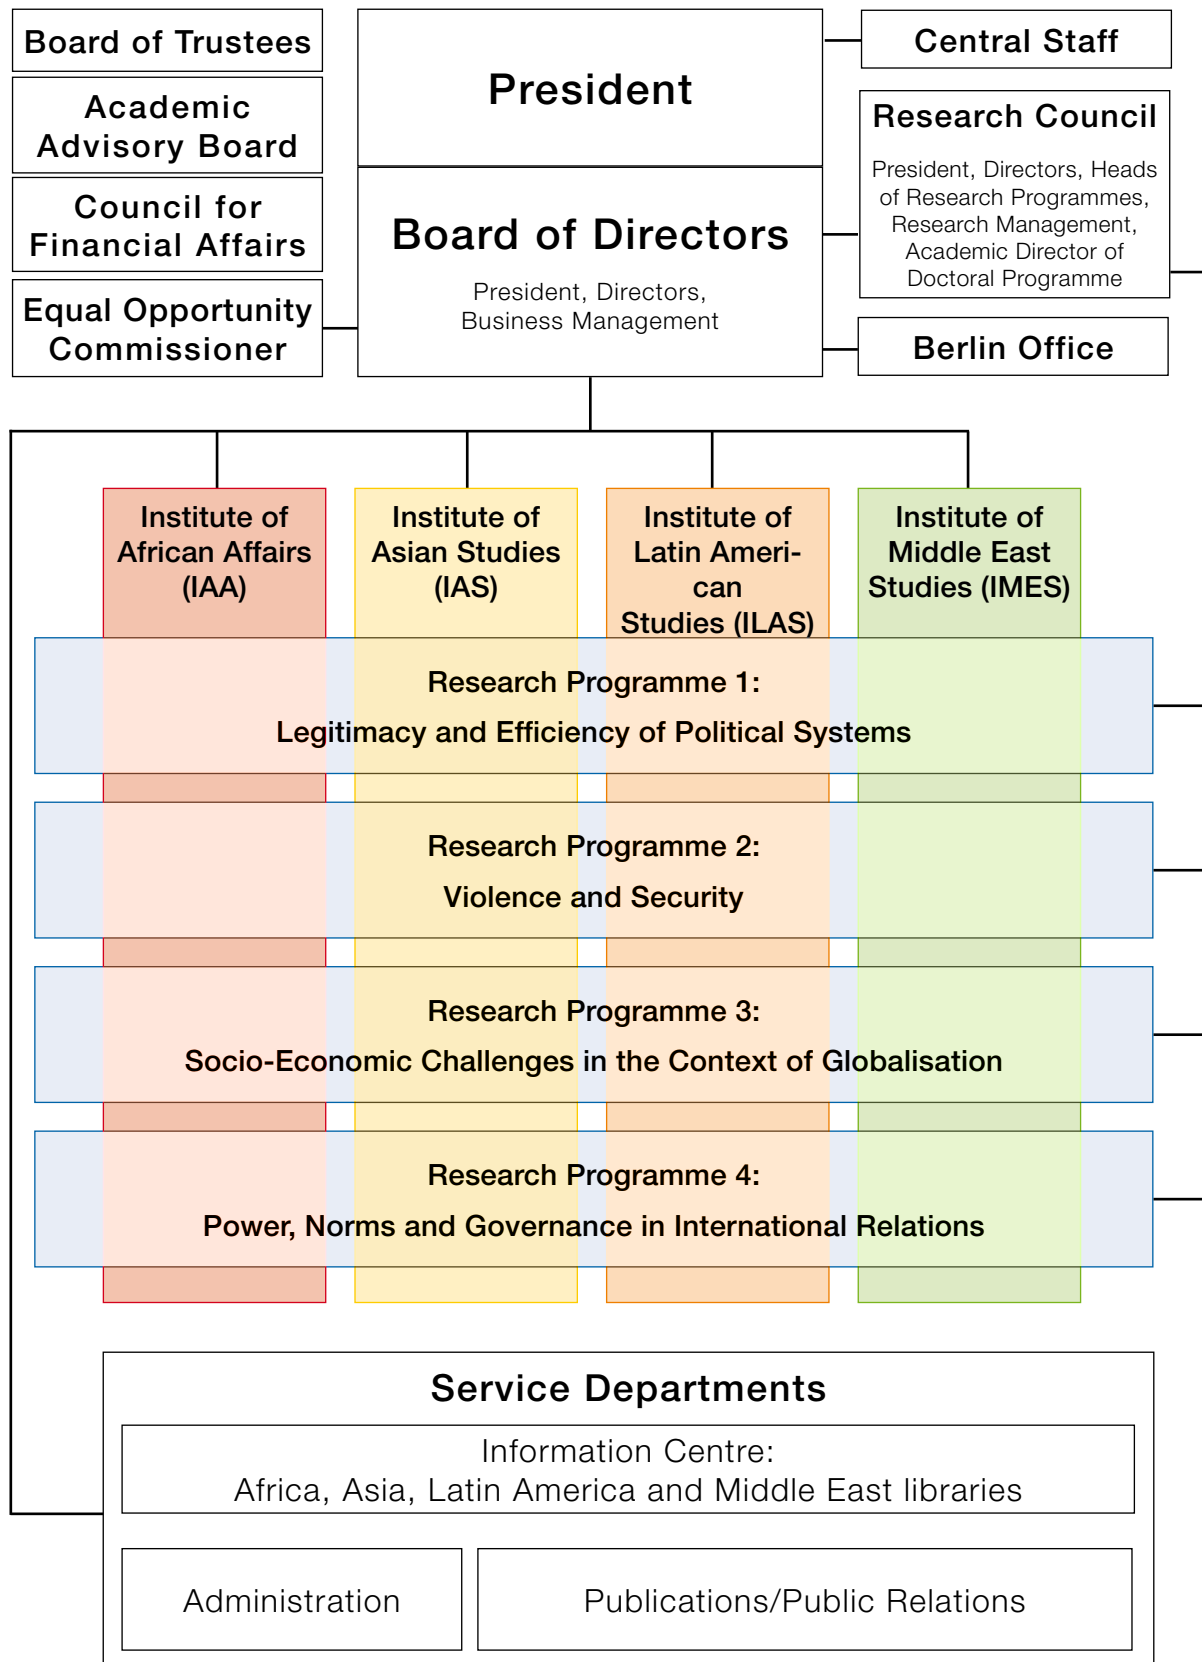 Board of Trustees
Academic
Advisory Board
Council for
Financial Affairs
Equal Opportunity
Commissioner
President
Board of Directors
President, Directors,
Business Management
Central Staff
Research Council
President, Directors, Heads
of Research Programmes,
Research Management,
Academic Director of
Doctoral Programme
Berlin Office
Institute of
African Affairs
(IAA)
Institute of
Asian Studies
(IAS)
Institute of
Latin Ameri-
can
Studies (ILAS)
Institute of
Middle East
Studies (IMES)
Research Programme 1:
Legitimacy and Efficiency of Political Systems
Research Programme 2:
Violence and Security
Research Programme 3:
Socio-Economic Challenges in the Context of Globalisation
Research Programme 4:
Power, Norms and Governance in International Relations
Service Departments
Information Centre:
Africa, Asia, Latin America and Middle East libraries
Administration
Publications/Public Relations